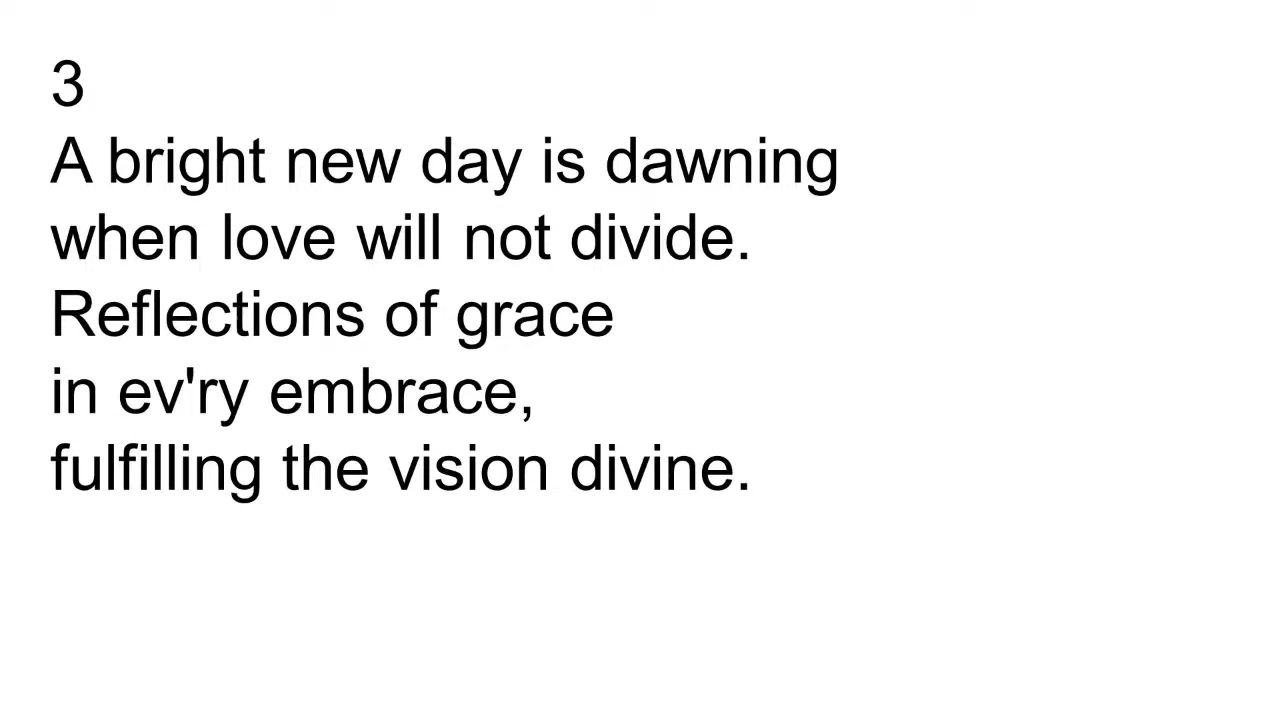 3
A bright new day is dawning
when love will not divide.
Reflections of grace
in ev'ry embrace,
fulfilling the vision divine.